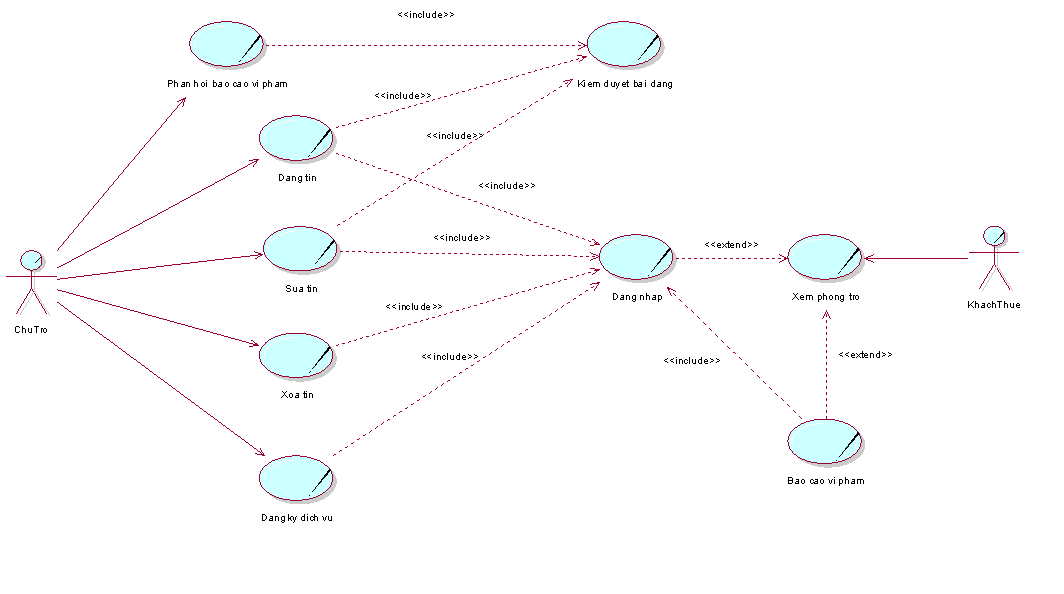 <<include>>
Phan hoi bao cao vi pham
Kiem duyet bai dang
<<include>>
<<include>>
Dang tin
<<include>>
<<include>>
<<extend>>
Sua tin
Dang nhap
Xem phong tro
KhachThue
<<include>>
ChuTro
<<include>>
<<include>>
<<extend>>
Xoa tin
Bao cao vi pham
Dang ky dich vu